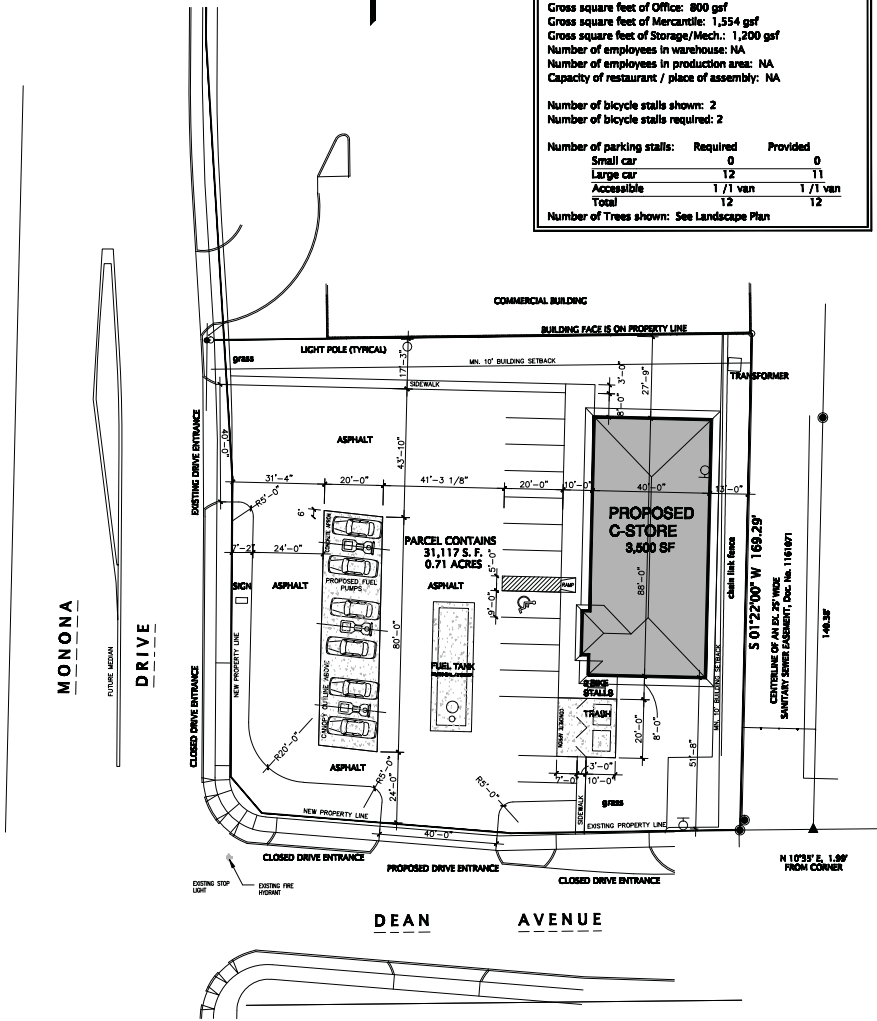 Gross square feet of Office: 800 gsf
Gross square feet of Mercantile: 1,554 gsf
Gross square feet of Storage/Mech.: 1,200 gsf
Number of employees in warehouse: NA
Number of employees in production area: NA
Capacity of restaurant / place of assembly: NA
Number of bicycle stalls shown: 2
Number of bicycle stalls required: 2
Number of parking stalls: Required Provided
Small car 0 0
Large car 12 11
Accessible 1 /1 van 1 /1 van
Total 12 12
Number of Trees shown: See Landscape Plan
COMMERCIAL BUILDING
BUILDING FACE IS ON PROPERTY LINE
LIGHT POLE (TYPICAL)
grass
17'-3"
MN. 10' BUILDING SETBACK
3'-0"
27'-9"
TRANSFORMER
SIDEWALK
8'-0"
EXISTING DRIVE ENTRANCE
40'-0"
ASPHALT
43'-10"
31'-4"
20'-0"
41'-3 1/8"
20'-0"
10'-0"
40'-0"
13'-0"
R5'-0"
6'
CONCRETE APRON
PROPOSED
C-STORE
3,500 SF
PARCEL CONTAINS
31,117 S. F.
0.71 ACRES
7'-2"
24'-0"
SIGN
ASPHALT
PROPOSED FUEL
PUMPS
ASPHALT
5'-0"
RAMP
9'-0"
88'-0"
chain link fence
S 01°22'00" W 169.29'
CENTERLINE OF AN EX. 25' WIDE
SANITARY SEWER EASEMENT, Doc. No. 1161071
149.38'
MONONA
DRIVE
FUTURE MEDIAN
NEW PROPERTY LINE
80'-0"
FUEL TANK
CANOPY OUTLINE ABOVE
CLOSED DRIVE ENTRANCE
2 BIKE
STALLS
TRASH
CONCRETE APRON
20'-0"
8'-0"
MN. 10' BUILDING SETBACK
51'-8"
R20'-0"
ASPHALT
R5'-0"
24'-0"
R5'-0"
7'-0"
3'-0"
10'-0"
SIDEWALK
grass
NEW PROPERTY LINE
EXISTING PROPERTY LINE
40'-0"
CLOSED DRIVE ENTRANCE
PROPOSED DRIVE ENTRANCE
CLOSED DRIVE ENTRANCE
N 10°35' E, 1.99'
FROM CORNER
EXISTING STOP
LIGHT
EXISTING FIRE
HYDRANT
DEAN AVENUE